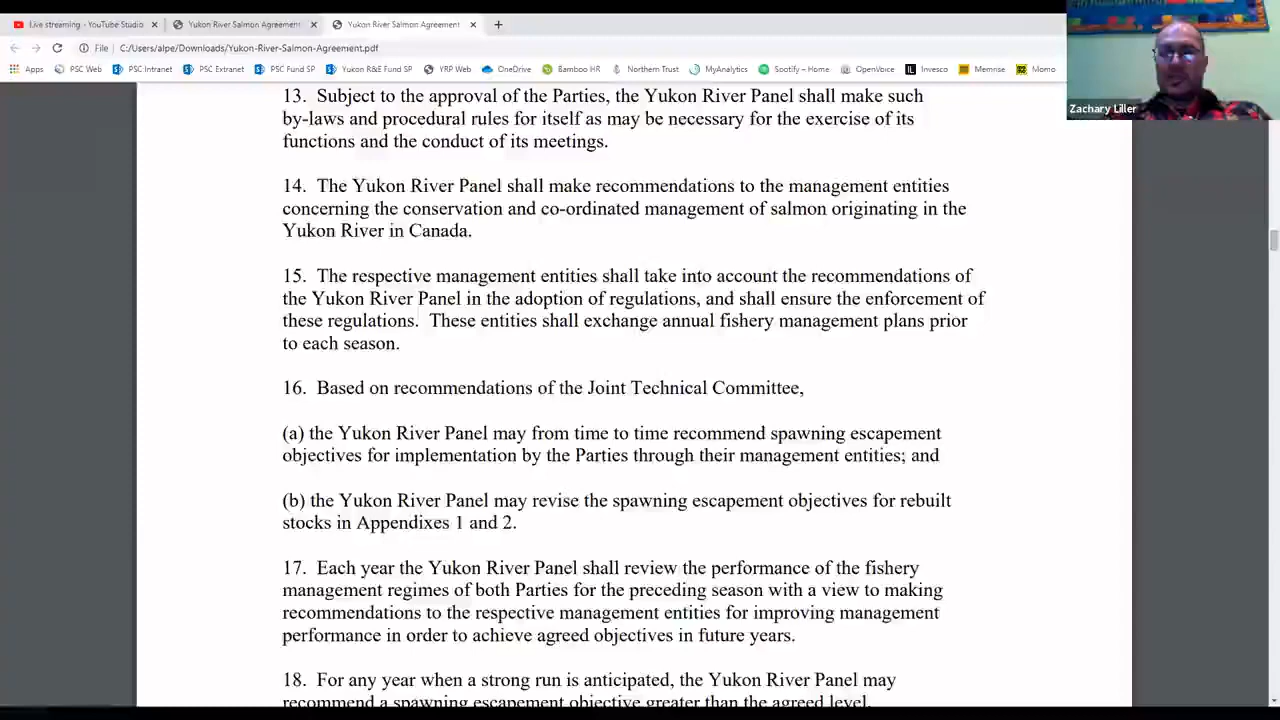 Live streaming - YouTube Studio
Yukon River Salmon Agreement
Yukon River Salmon Agreement
File
C:/Users/alpe/Downloads/Yukon-River-Salmon-Agreement.pdf
Apps
PSC Web
PSC Intranet
PSC Extranet
PSC Fund SP
Yukon R&E Fund SP
YRP Web
OneDrive
Bamboo HR
Northern Trust
MyAnalytics
Spotify – Home
OpenVoice
Invesco
Memrise
Momo
Zachary Liller
13. Subject to the approval of the Parties, the Yukon River Panel shall make such
by-laws and procedural rules for itself as may be necessary for the exercise of its
functions and the conduct of its meetings.
14. The Yukon River Panel shall make recommendations to the management entities
concerning the conservation and co-ordinated management of salmon originating in the
Yukon River in Canada.
15. The respective management entities shall take into account the recommendations of
the Yukon River Panel in the adoption of regulations, and shall ensure the enforcement of
these regulations. These entities shall exchange annual fishery management plans prior
to each season.
16. Based on recommendations of the Joint Technical Committee,
(a) the Yukon River Panel may from time to time recommend spawning escapement
objectives for implementation by the Parties through their management entities; and
(b) the Yukon River Panel may revise the spawning escapement objectives for rebuilt
stocks in Appendixes 1 and 2.
17. Each year the Yukon River Panel shall review the performance of the fishery
management regimes of both Parties for the preceding season with a view to making
recommendations to the respective management entities for improving management
performance in order to achieve agreed objectives in future years.
18. For any year when a strong run is anticipated, the Yukon River Panel may
recommend a spawning escapement objective greater than the agreed level.